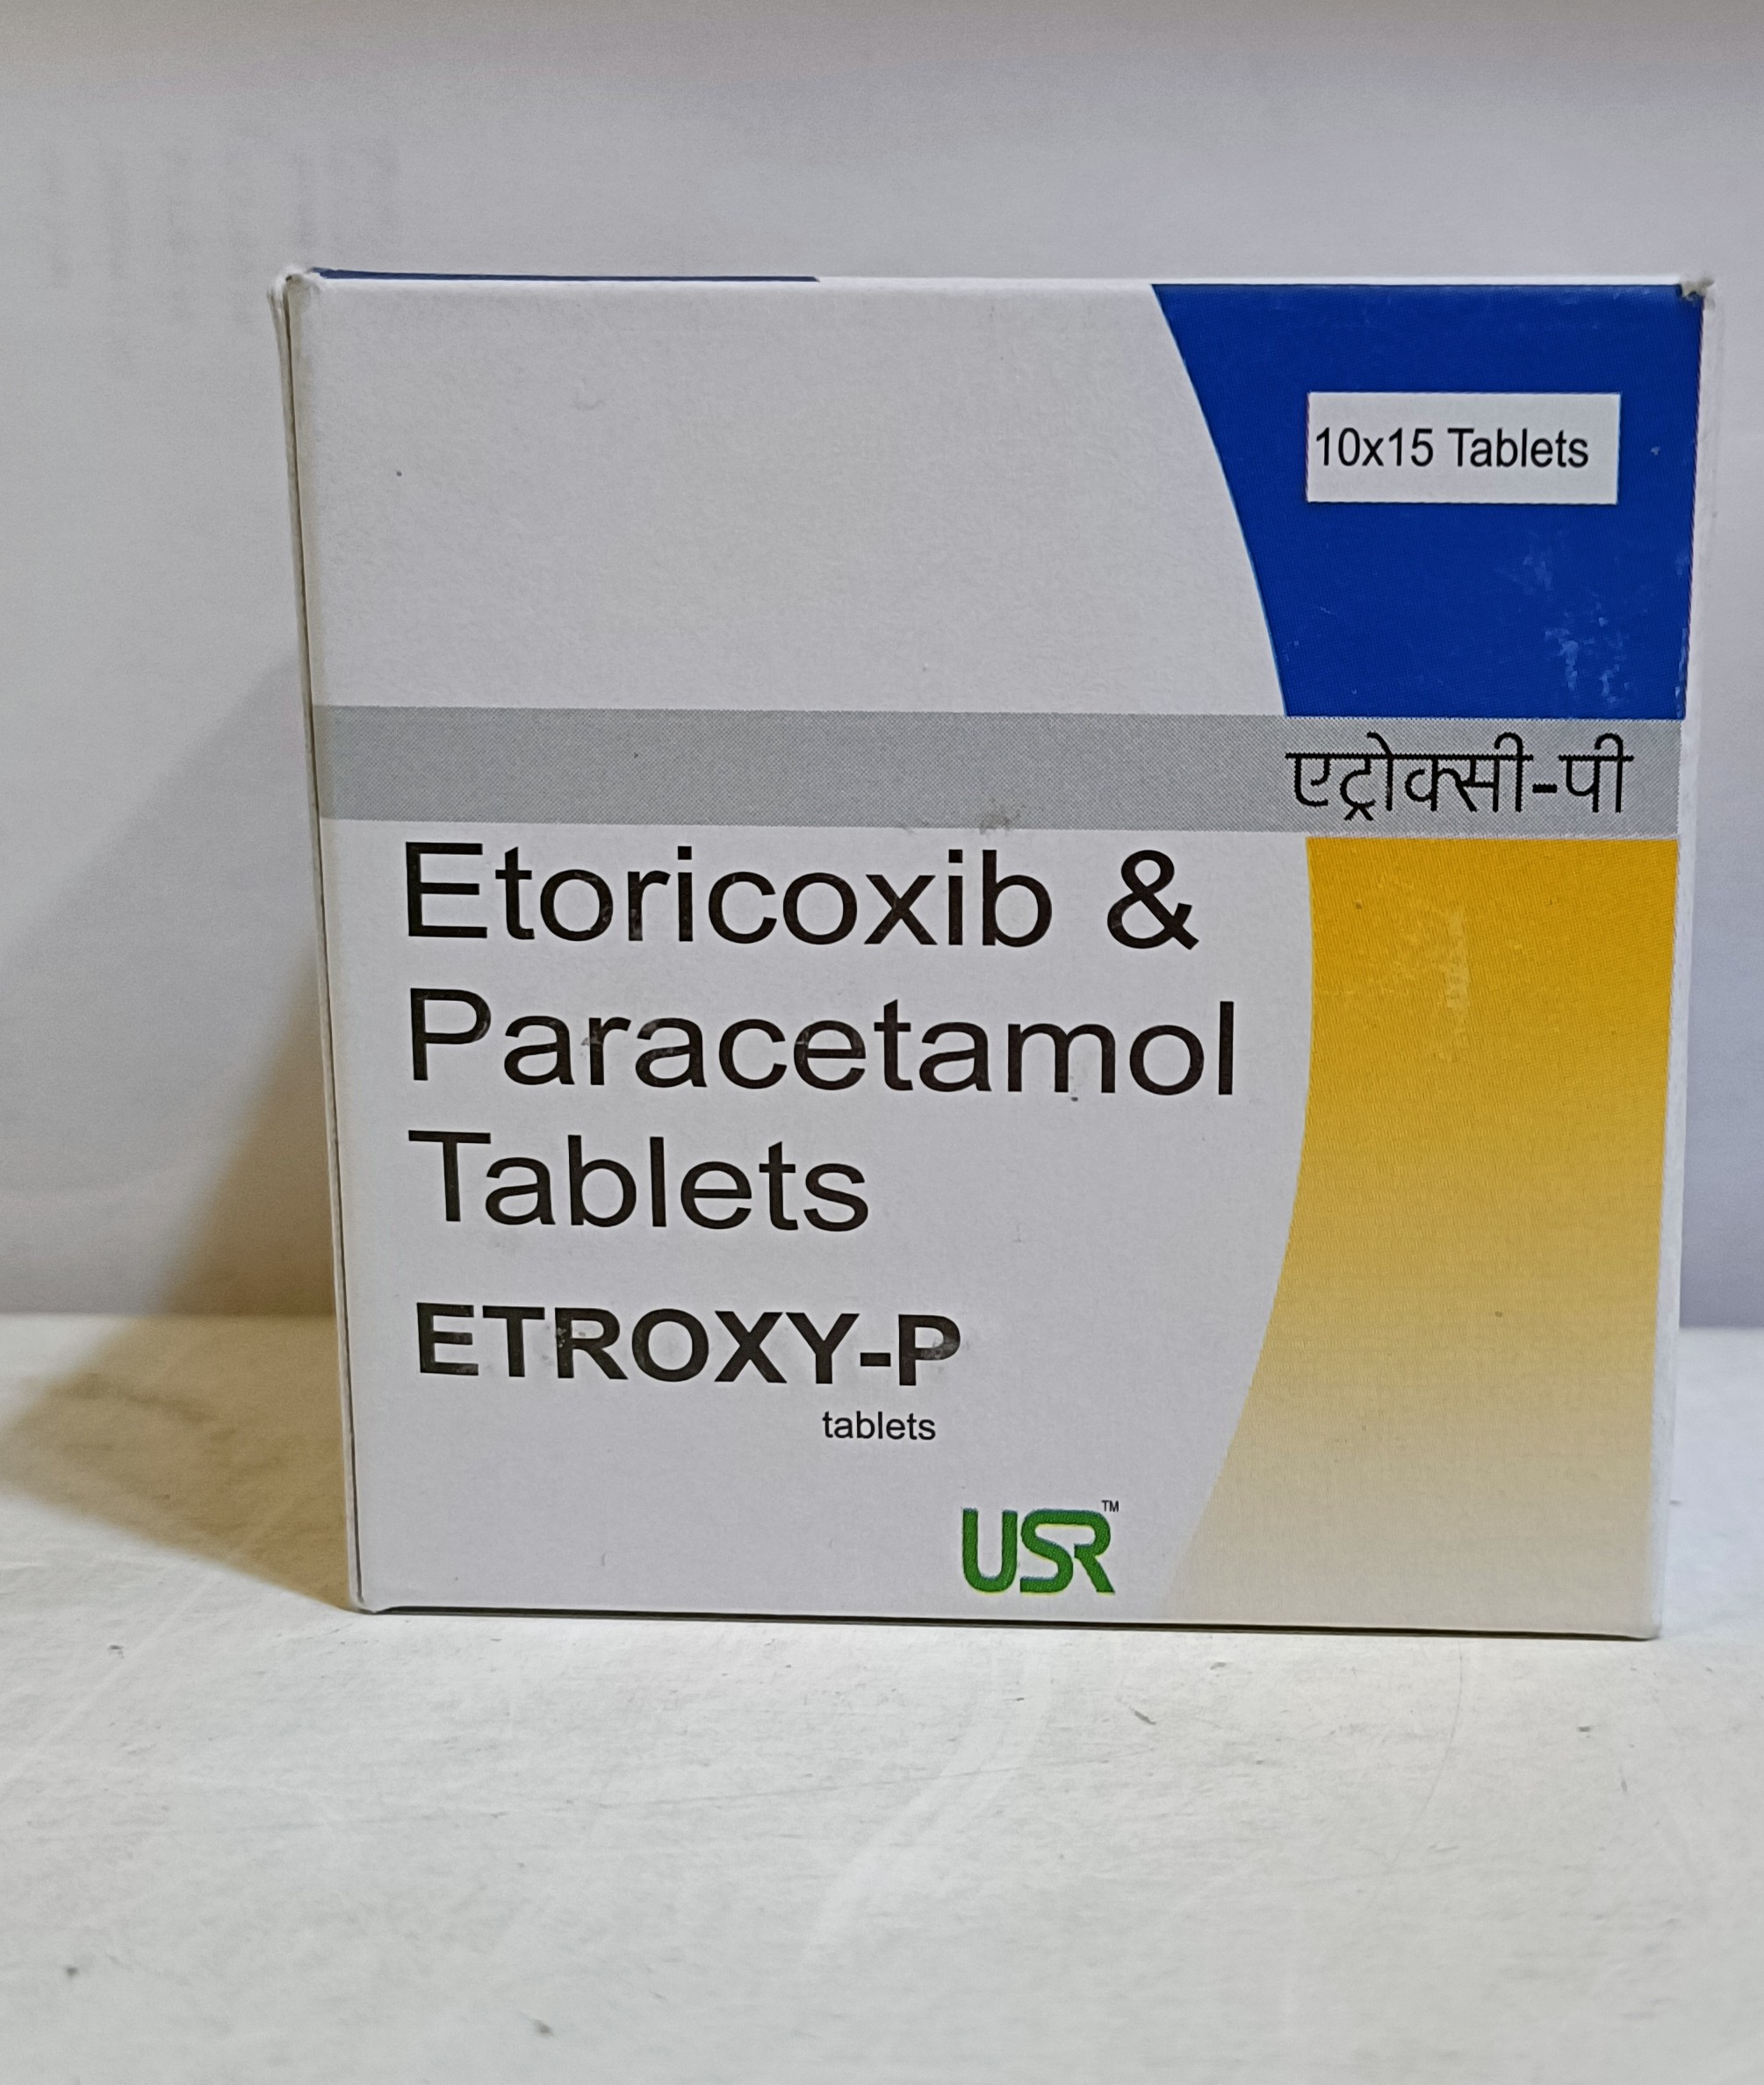 10x15 Tablets
एट्रोक्सी-पी
Etoricoxib &
Paracetamol
Tablets
ETROXY-P
tablets
USR™